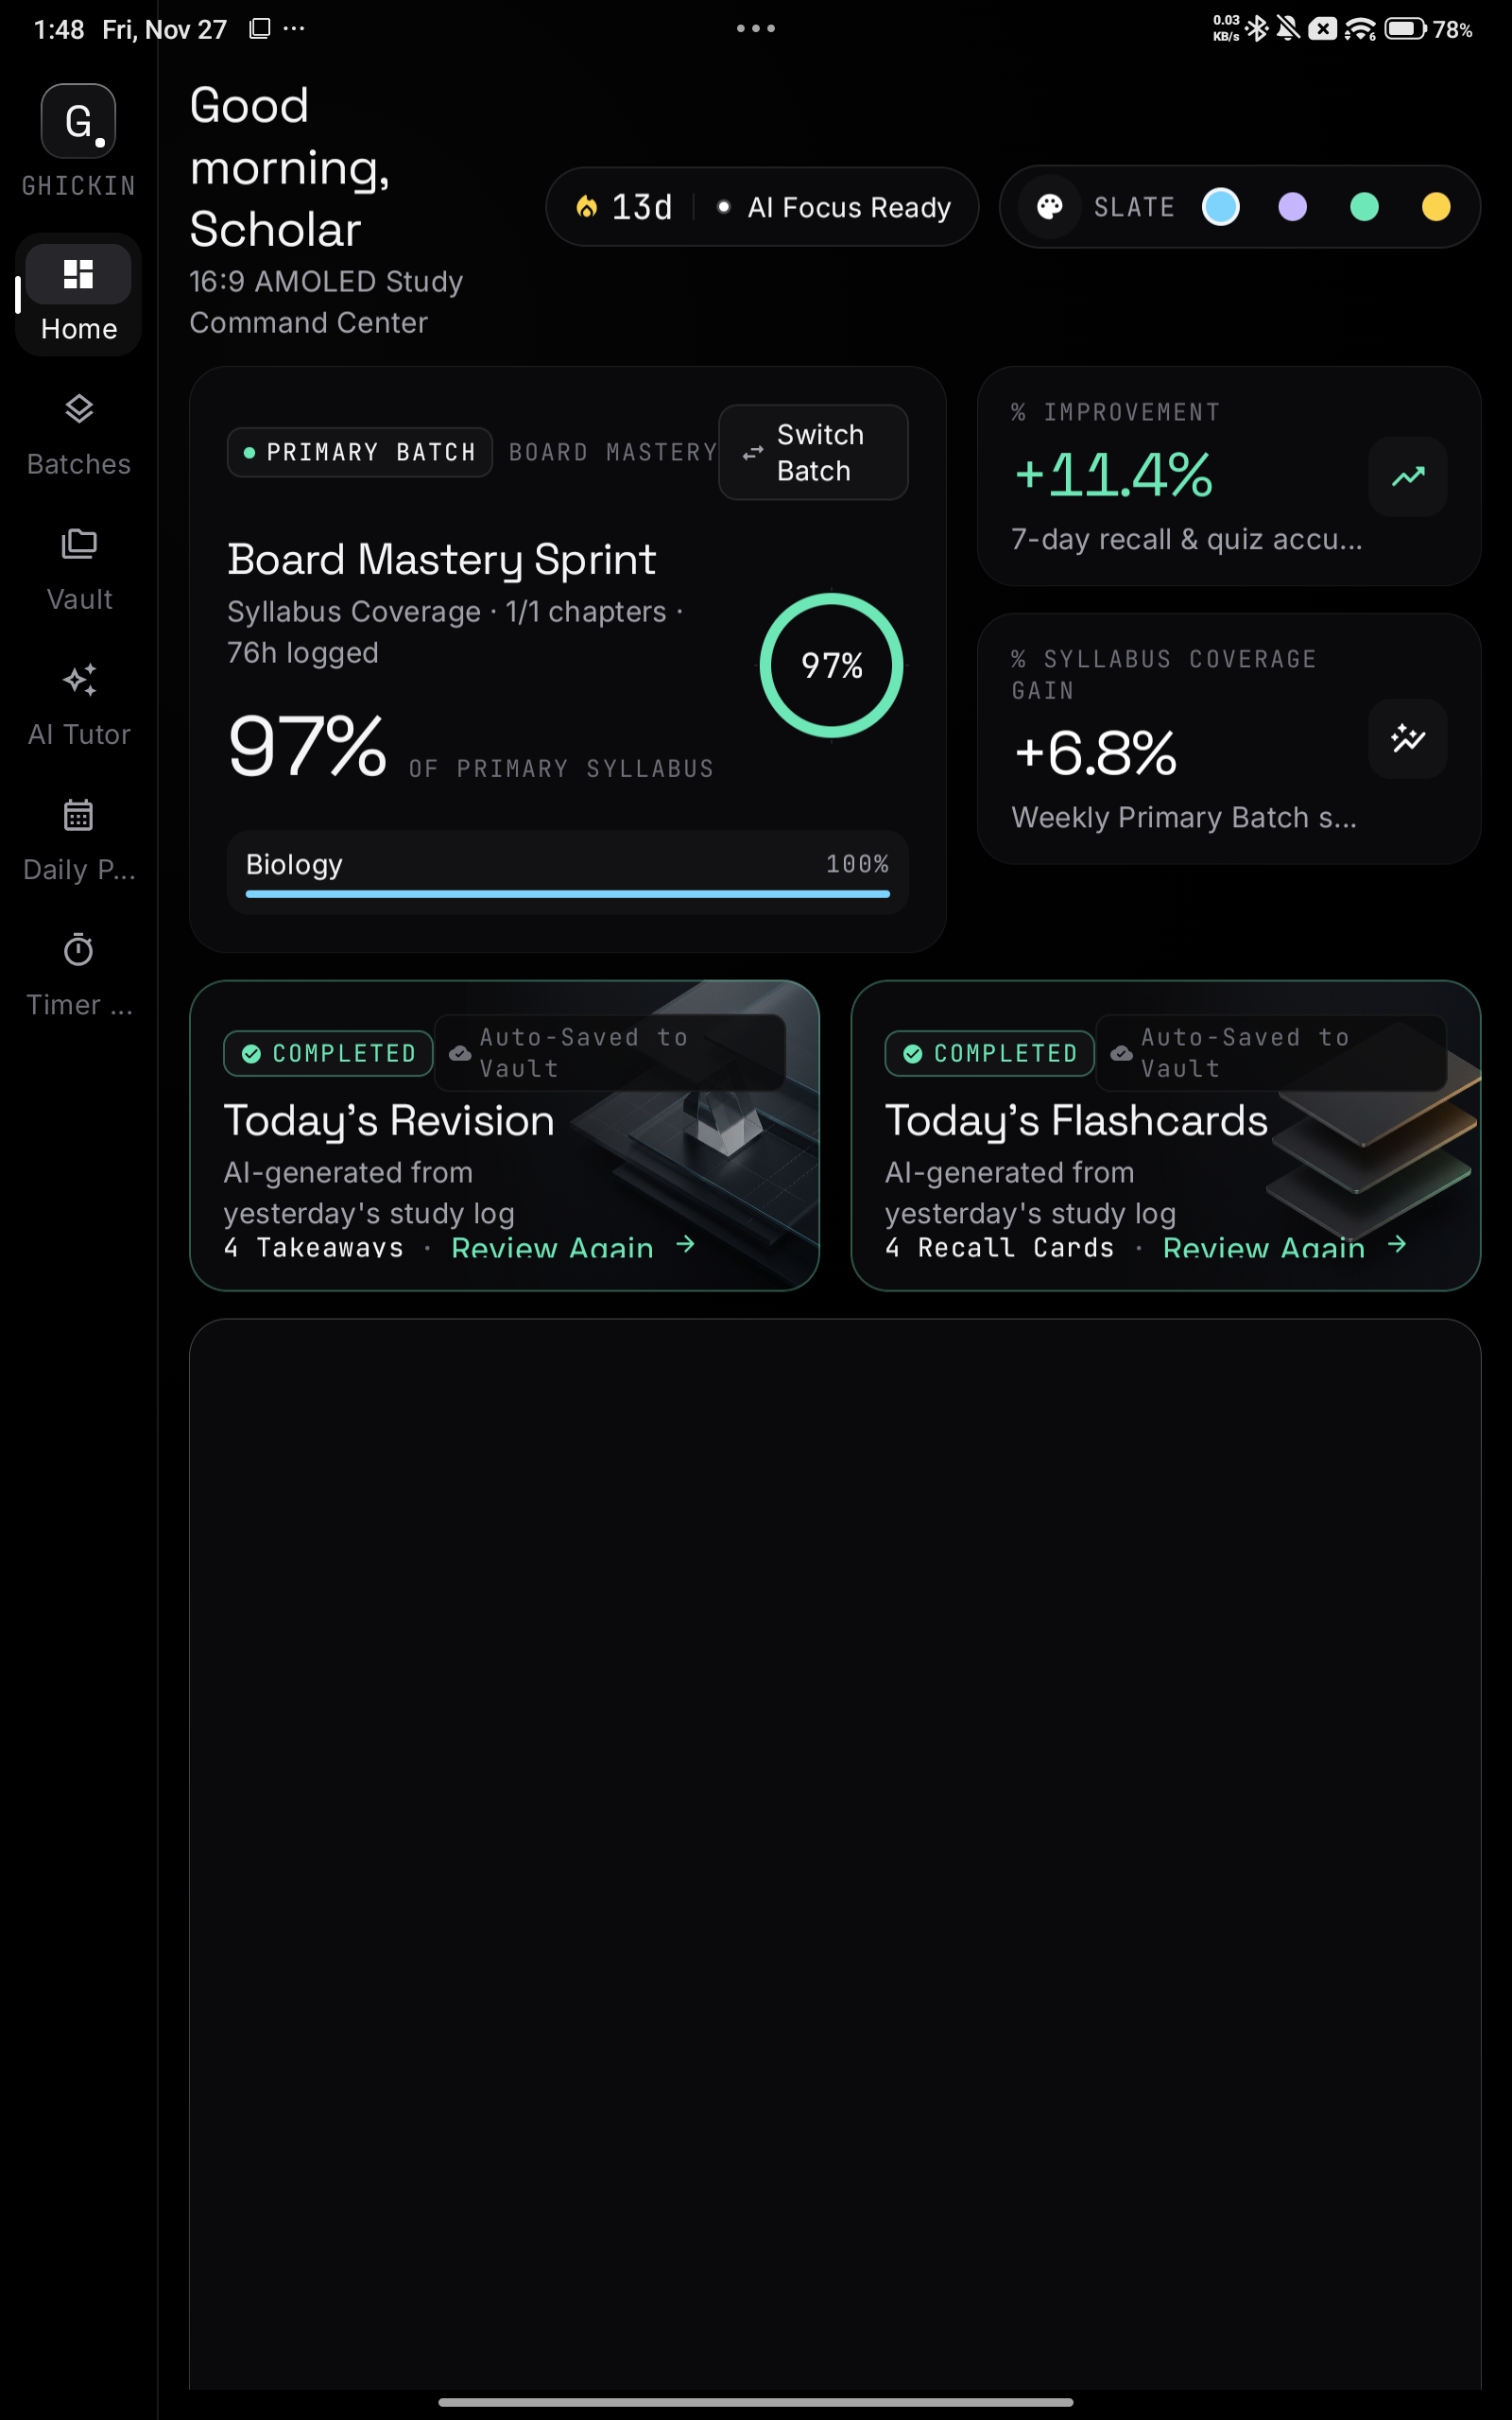 1:48 Fri, Nov 27
0.03
KB/s
6
78%
G.
GHICKIN
Home
Batches
Vault
AI Tutor
Daily P...
Timer ...
Good
morning,
Scholar
16:9 AMOLED Study
Command Center
13d
AI Focus Ready
SLATE
PRIMARY BATCH
BOARD MASTERY
Switch
Batch
Board Mastery Sprint
Syllabus Coverage · 1/1 chapters ·
76h logged
97%
97% OF PRIMARY SYLLABUS
Biology 100%
% IMPROVEMENT
+11.4%
7-day recall & quiz accu...
% SYLLABUS COVERAGE
GAIN
+6.8%
Weekly Primary Batch s...
COMPLETED
Auto-Saved to
Vault
Today's Revision
AI-generated from
yesterday's study log
4 Takeaways · Review Again →
COMPLETED
Auto-Saved to
Vault
Today's Flashcards
AI-generated from
yesterday's study log
4 Recall Cards · Review Again →